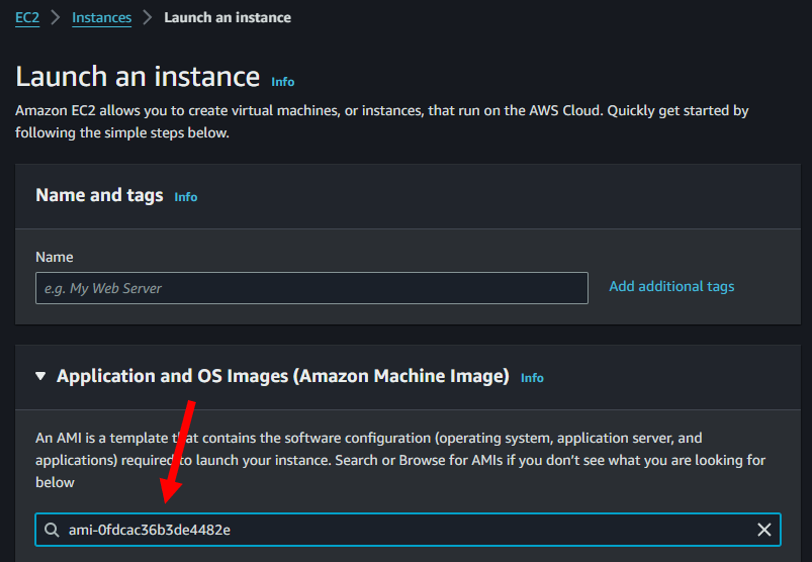 EC2 > Instances > Launch an instance
Launch an instance Info
Amazon EC2 allows you to create virtual machines, or instances, that run on the AWS Cloud. Quickly get started by
following the simple steps below.
Name and tags Info
Name
e.g. My Web Server
Add additional tags
Application and OS Images (Amazon Machine Image) Info
An AMI is a template that contains the software configuration (operating system, application server, and
applications) required to launch your instance. Search or Browse for AMIs if you don't see what you are looking for
below
ami-0fdcac36b3de4482e